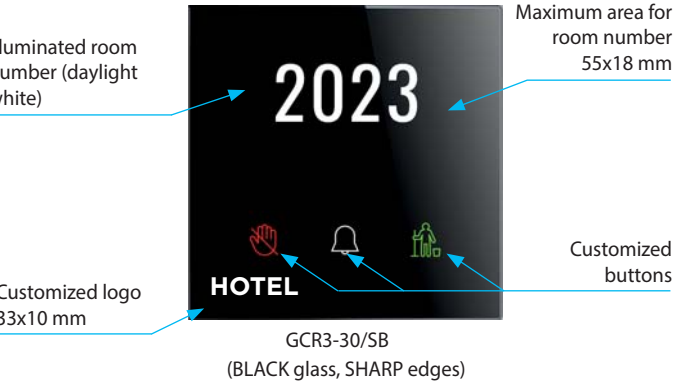 luminated room
umber (daylight
hite)
Maximum area for
room number
55x18 mm
2023
HOTEL
Customized logo
33x10 mm
Customized
buttons
GCR3-30/SB
(BLACK glass, SHARP edges)